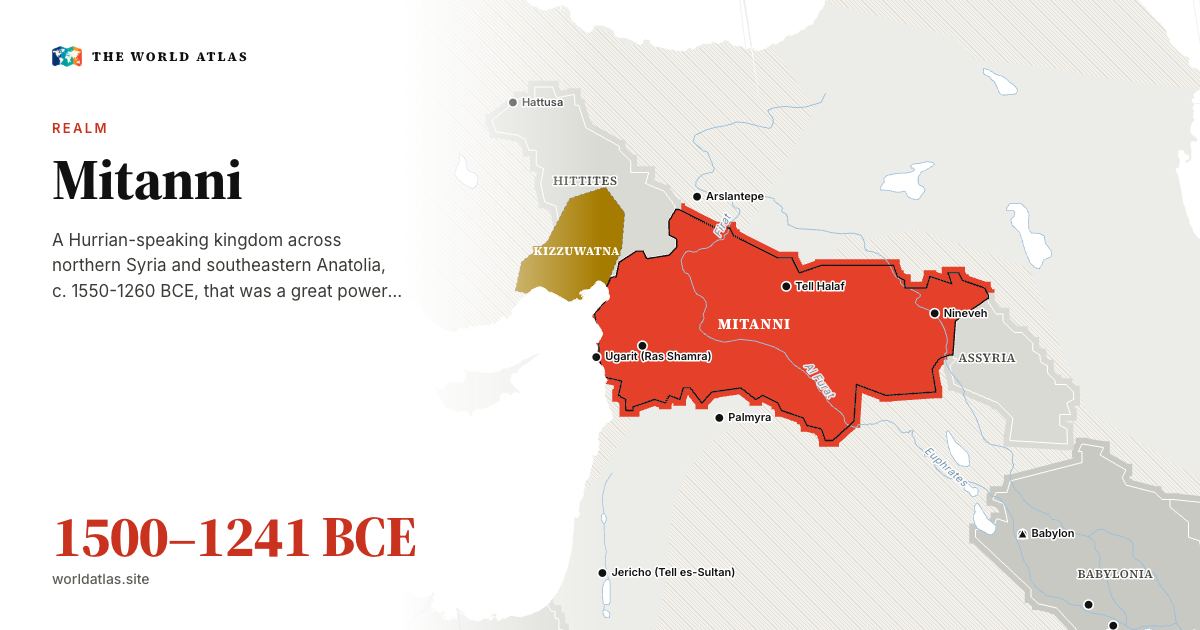 THE WORLD ATLAS
REALM
Mitanni
A Hurrian-speaking kingdom across
northern Syria and southeastern Anatolia,
c. 1550-1260 BCE, that was a great power...
1500–1241 BCE
worldatlas.site
Hattusa
HITTITES
Arslantepe
Firat
KIZZUWATNA
Tell Halaf
Nineveh
MITANNI
Ugarit (Ras Shamra)
ASSYRIA
Al Furat
Palmyra
Euphrates
Babylon
Jericho (Tell es-Sultan)
BABYLONIA